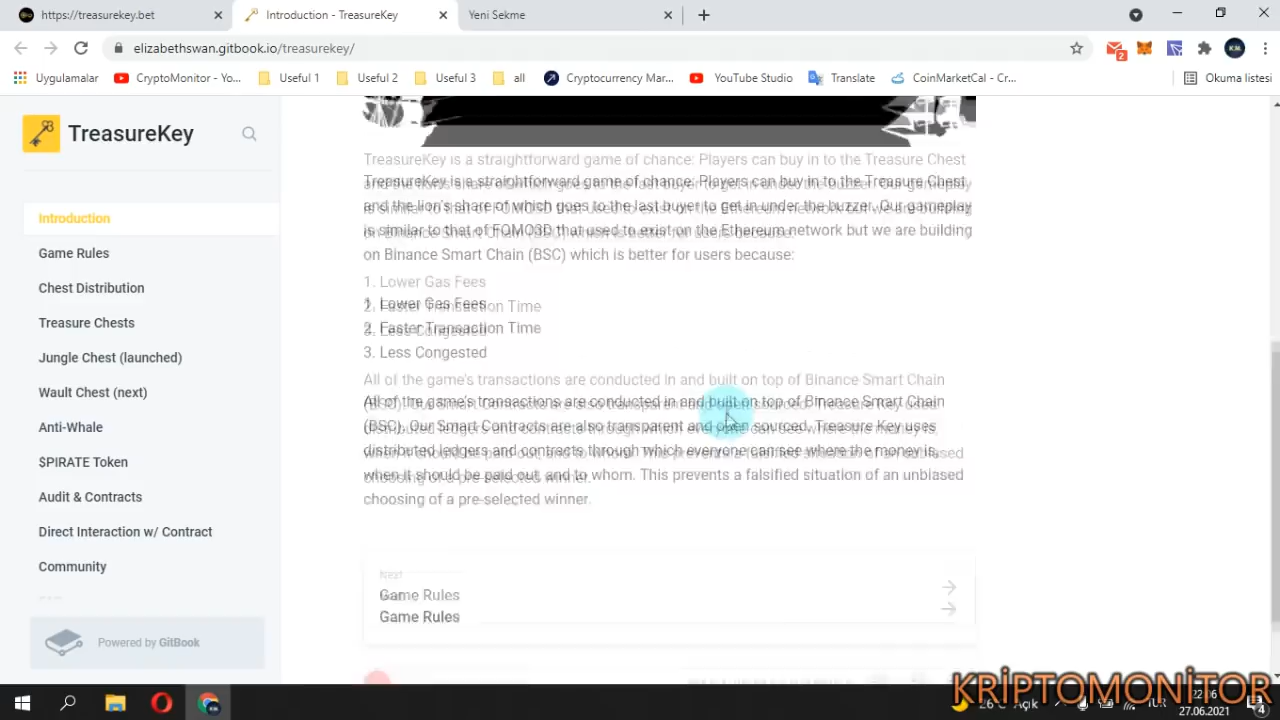 https://treasurekey.bet
Introduction - TreasureKey
Yeni Sekme
elizabethswan.gitbook.io/treasurekey/
2
K.M.
Uygulamalar
CryptoMonitor - Yo...
Useful 1
Useful 2
Useful 3
all
Cryptocurrency Mar...
YouTube Studio
Translate
CoinMarketCal - Cr...
Okuma listesi
TreasureKey
Introduction
Game Rules
Chest Distribution
Treasure Chests
Jungle Chest (launched)
Wault Chest (next)
Anti-Whale
$PIRATE Token
Audit & Contracts
Direct Interaction w/ Contract
Community
Powered by GitBook
TreasureKey is a straightforward game of chance: Players can buy in to the Treasure Chest
and the lion's share of which goes to the last buyer to get in under the buzzer. Our gameplay
is similar to that of FOMO3D that used to exist on the Ethereum network but we are building
on Binance Smart Chain (BSC) which is better for users because:
1. Lower Gas Fees
2. Faster Transaction Time
3. Less Congested
All of the game's transactions are conducted in and built on top of Binance Smart Chain
(BSC). Our Smart Contracts are also transparent and open sourced. Treasure Key uses
distributed ledgers and contracts through which everyone can see where the money is,
when it should be paid out, and to whom. This prevents a falsified situation of an unbiased
choosing of a pre-selected winner.
Next
Game Rules
Game Rules
KRİPTOMONİTOR
26°C Açık
TUR
22:06
27.06.2021
4